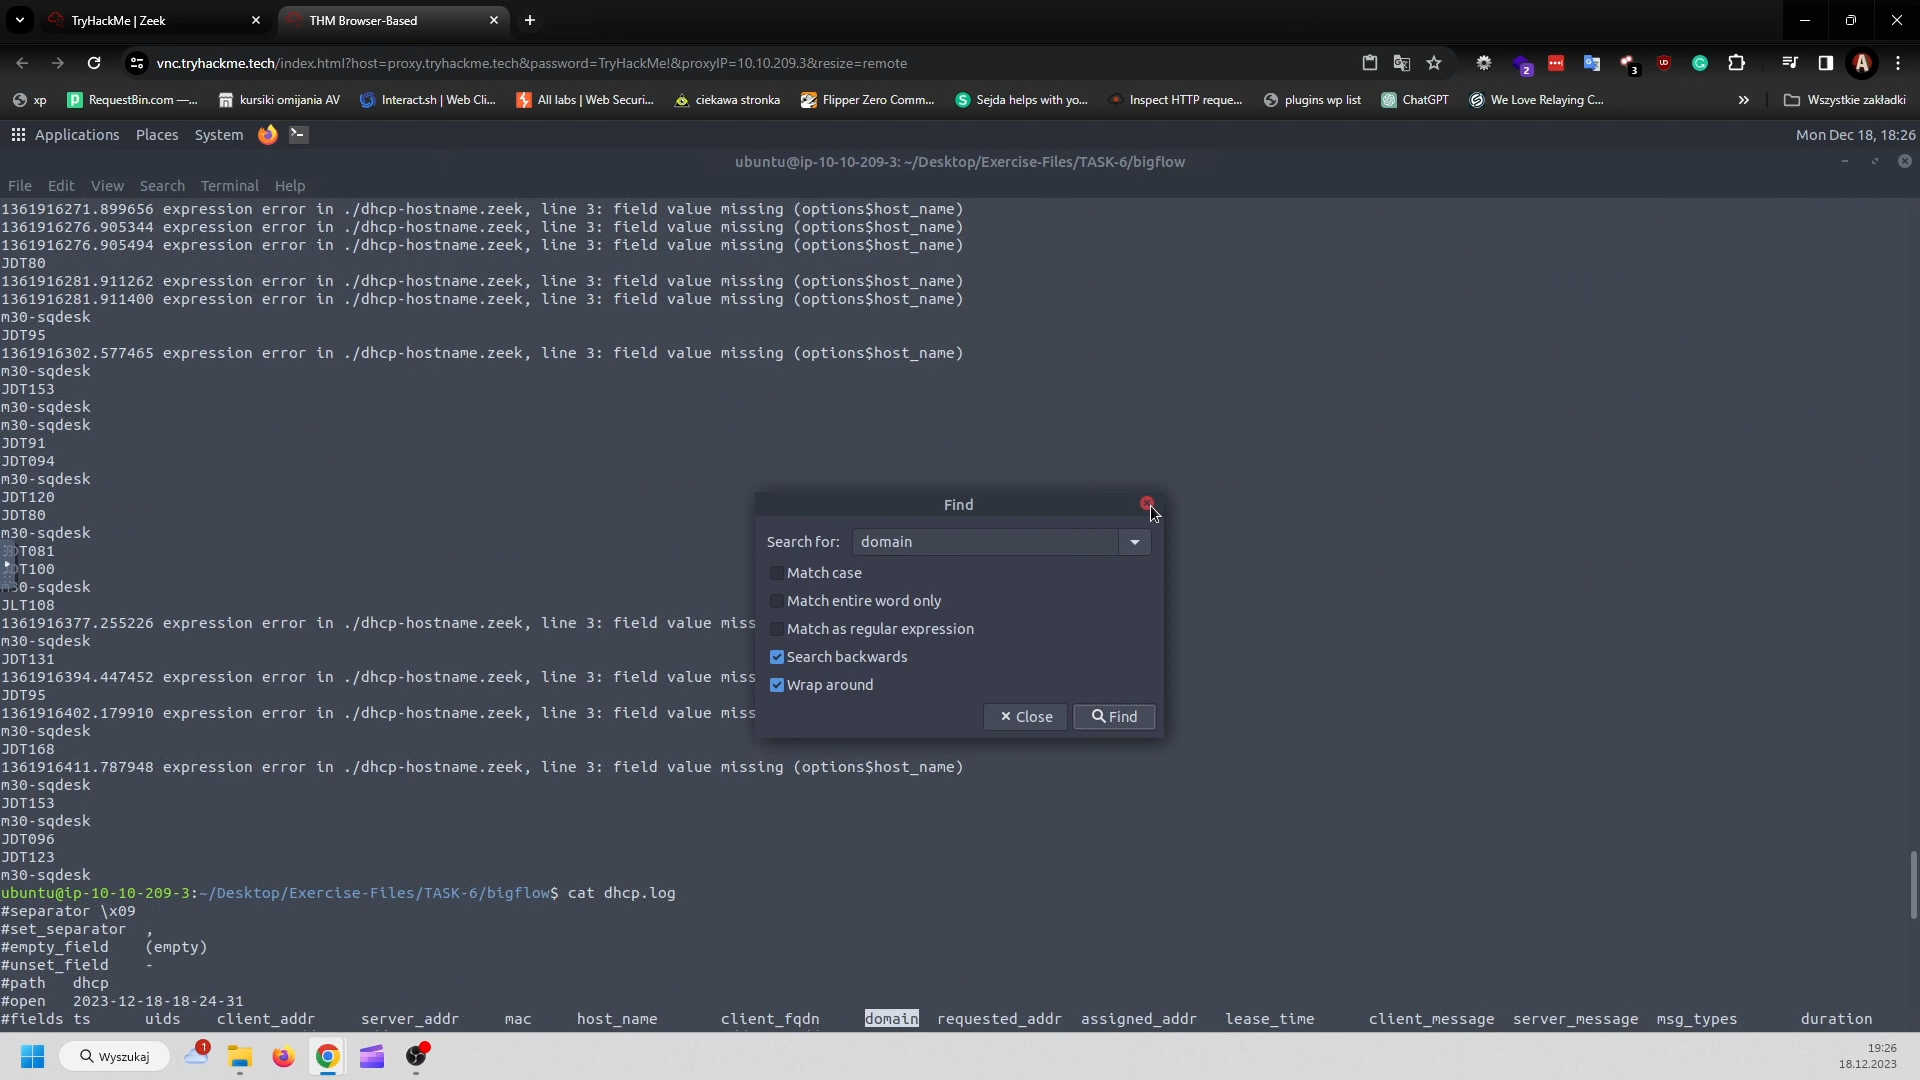 TryHackMe | Zeek
THM Browser-Based
vnc.tryhackme.tech/index.html?host=proxy.tryhackme.tech&password=TryHackMe!&proxyIP=10.10.209.3&resize=remote
2
3
A
xp
RequestBin.com —...
kursiki omijania AV
Interact.sh | Web Cli...
All labs | Web Securi...
ciekawa stronka
Flipper Zero Comm...
Sejda helps with yo...
Inspect HTTP reque...
plugins wp list
ChatGPT
We Love Relaying C...
Wszystkie zakładki
Applications Places System
Mon Dec 18, 18:26
ubuntu@ip-10-10-209-3: ~/Desktop/Exercise-Files/TASK-6/bigflow
File Edit View Search Terminal Help
1361916271.899656 expression error in ./dhcp-hostname.zeek, line 3: field value missing (options$host_name)
1361916276.905344 expression error in ./dhcp-hostname.zeek, line 3: field value missing (options$host_name)
1361916276.905494 expression error in ./dhcp-hostname.zeek, line 3: field value missing (options$host_name)
JDT80
1361916281.911262 expression error in ./dhcp-hostname.zeek, line 3: field value missing (options$host_name)
1361916281.911400 expression error in ./dhcp-hostname.zeek, line 3: field value missing (options$host_name)
m30-sqdesk
JDT95
1361916302.577465 expression error in ./dhcp-hostname.zeek, line 3: field value missing (options$host_name)
m30-sqdesk
JDT153
m30-sqdesk
m30-sqdesk
JDT91
JDT094
m30-sqdesk
JDT120
JDT80
m30-sqdesk
T081
T100
30-sqdesk
JLT108
1361916377.255226 expression error in ./dhcp-hostname.zeek, line 3: field value miss
m30-sqdesk
JDT131
1361916394.447452 expression error in ./dhcp-hostname.zeek, line 3: field value miss
JDT95
1361916402.179910 expression error in ./dhcp-hostname.zeek, line 3: field value miss
m30-sqdesk
JDT168
1361916411.787948 expression error in ./dhcp-hostname.zeek, line 3: field value missing (options$host_name)
m30-sqdesk
JDT153
m30-sqdesk
JDT096
JDT123
m30-sqdesk
ubuntu@ip-10-10-209-3:~/Desktop/Exercise-Files/TASK-6/bigflow$ cat dhcp.log
#separator \x09
#set_separator ,
#empty_field (empty)
#unset_field -
#path dhcp
#open 2023-12-18-18-24-31
#fields ts uids client_addr server_addr mac host_name client_fqdn domain requested_addr assigned_addr lease_time client_message server_message msg_types duration
Find
Search for: domain
Match case
Match entire word only
Match as regular expression
Search backwards
Wrap around
Close
Find
Wyszukaj
1
19:26
18.12.2023